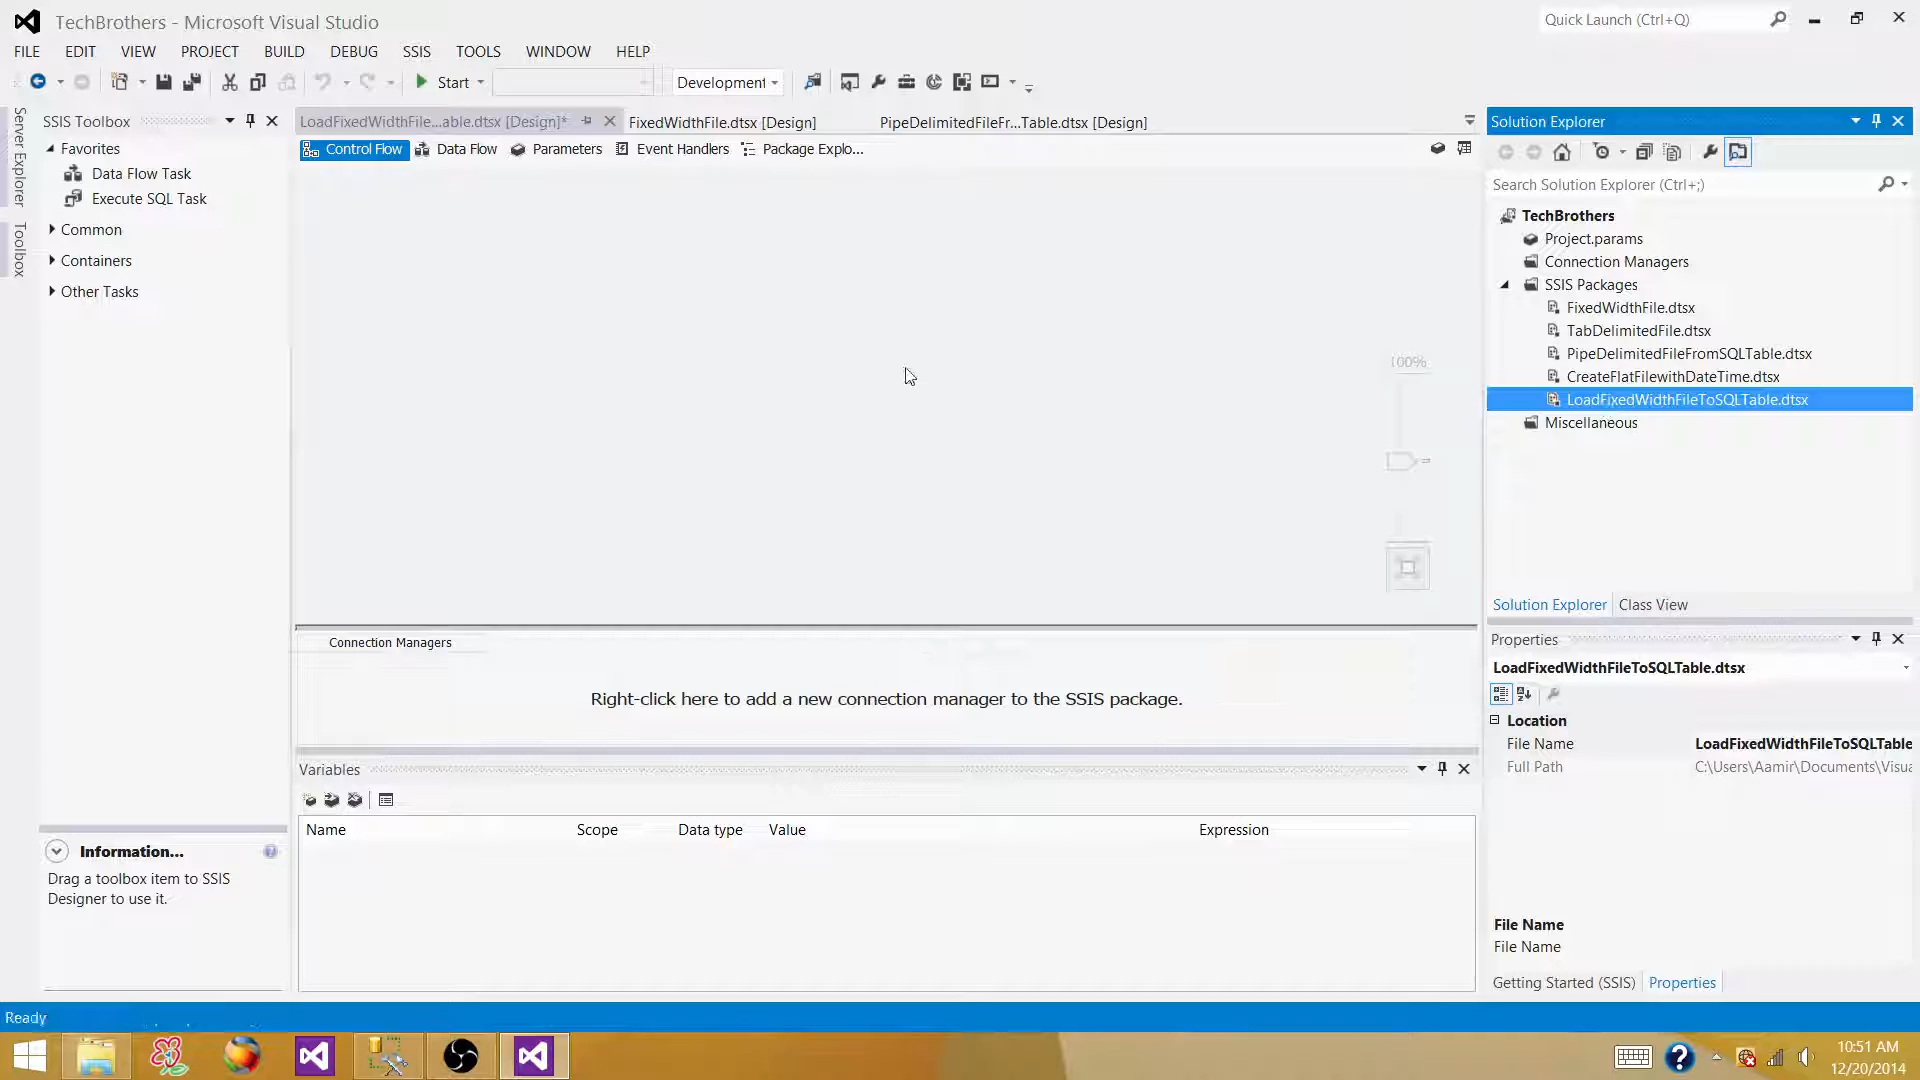 TechBrothers - Microsoft Visual Studio
Quick Launch (Ctrl+Q)
FILE EDIT VIEW PROJECT BUILD DEBUG SSIS TOOLS WINDOW HELP
Start
Development
Server Explorer
Toolbox
SSIS Toolbox
Favorites
Data Flow Task
Execute SQL Task
Common
Containers
Other Tasks
Information...
Drag a toolbox item to SSIS
Designer to use it.
LoadFixedWidthFile...able.dtsx [Design]*
FixedWidthFile.dtsx [Design]
PipeDelimitedFileFr...Table.dtsx [Design]
Control Flow
Data Flow
Parameters
Event Handlers
Package Explo...
100%
Connection Managers
Right-click here to add a new connection manager to the SSIS package.
Variables
Name Scope Data type Value Expression
Solution Explorer
Search Solution Explorer (Ctrl+;)
TechBrothers
Project.params
Connection Managers
SSIS Packages
FixedWidthFile.dtsx
TabDelimitedFile.dtsx
PipeDelimitedFileFromSQLTable.dtsx
CreateFlatFilewithDateTime.dtsx
LoadFixedWidthFileToSQLTable.dtsx
Miscellaneous
Solution Explorer Class View
Properties
LoadFixedWidthFileToSQLTable.dtsx
Location
File Name LoadFixedWidthFileToSQLTable
Full Path C:\Users\Aamir\Documents\Visua
File Name
File Name
Getting Started (SSIS) Properties
Ready
10:51 AM
12/20/2014